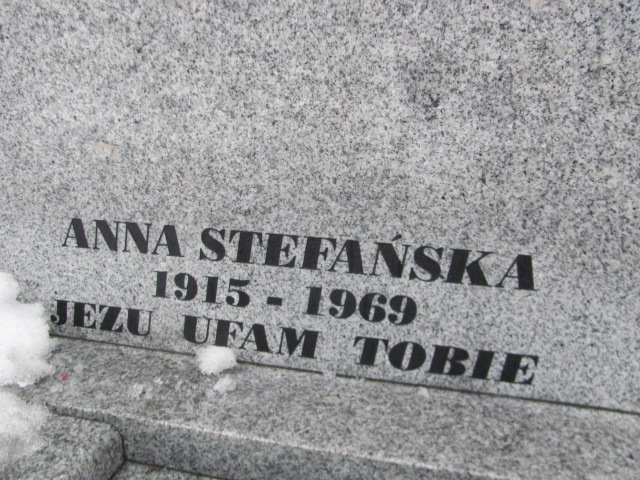 ANNA STEFAŃSKA
1915 - 1969
JEZU UFAM TOBIE